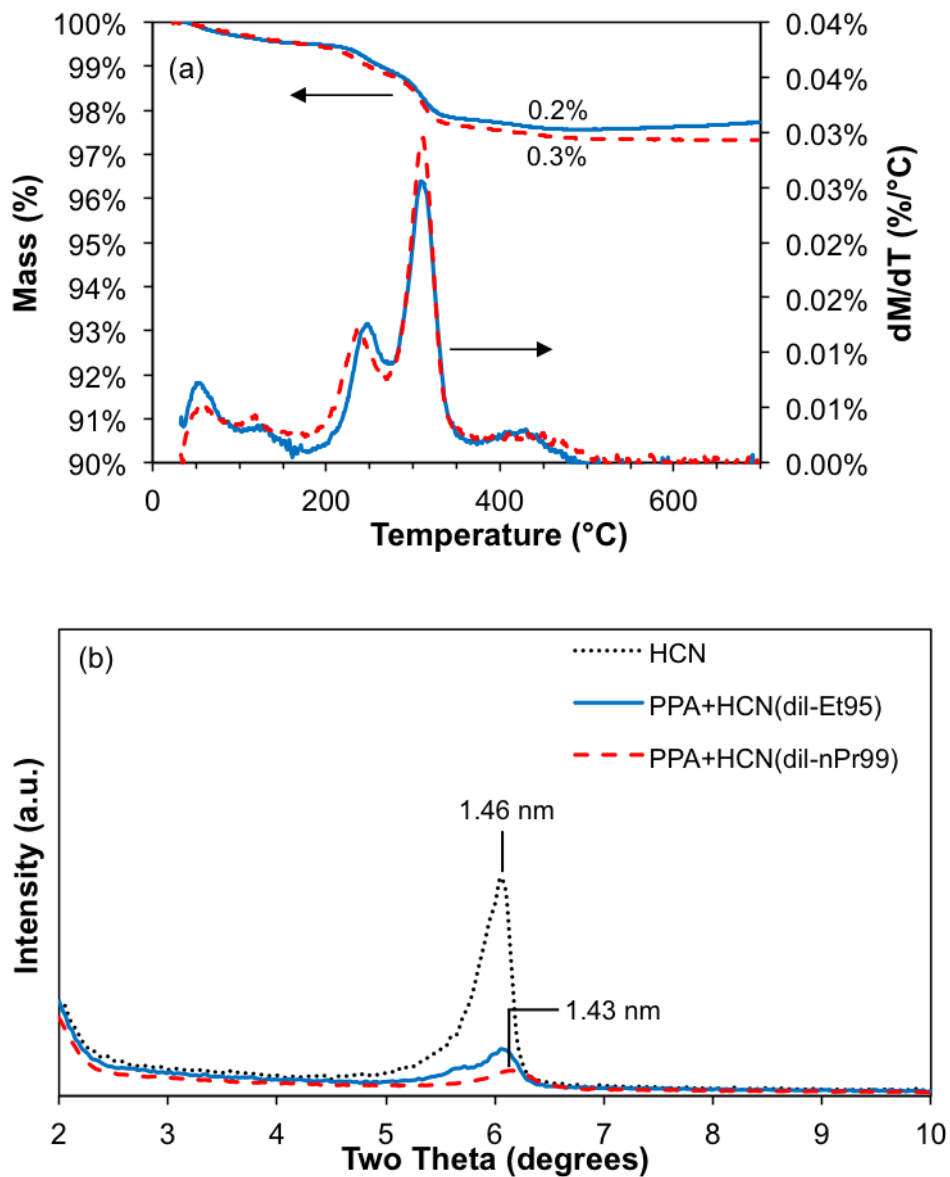 100%
99%
98%
97%
96%
95%
94%
93%
92%
91%
90%
Mass (%)
(a)
0.2%
0.3%
0.04%
0.04%
0.03%
0.03%
0.02%
0.02%
0.01%
0.01%
0.00%
dM/dT (%/°C)
0 200 400 600
Temperature (°C)
(b)
HCN
PPA+HCN(dil-Et95)
PPA+HCN(dil-nPr99)
1.46 nm
1.43 nm
Intensity (a.u.)
2 3 4 5 6 7 8 9 10
Two Theta (degrees)